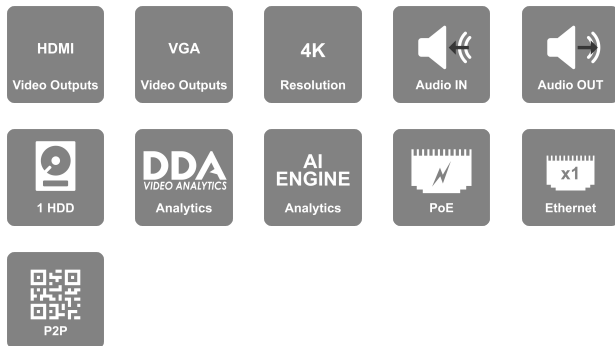 HDMI
Video Outputs
VGA
Video Outputs
4K
Resolution
Audio IN
Audio OUT
1 HDD
DDA
VIDEO ANALYTICS
Analytics
AI
ENGINE
Analytics
PoE
x1
Ethernet
P2P